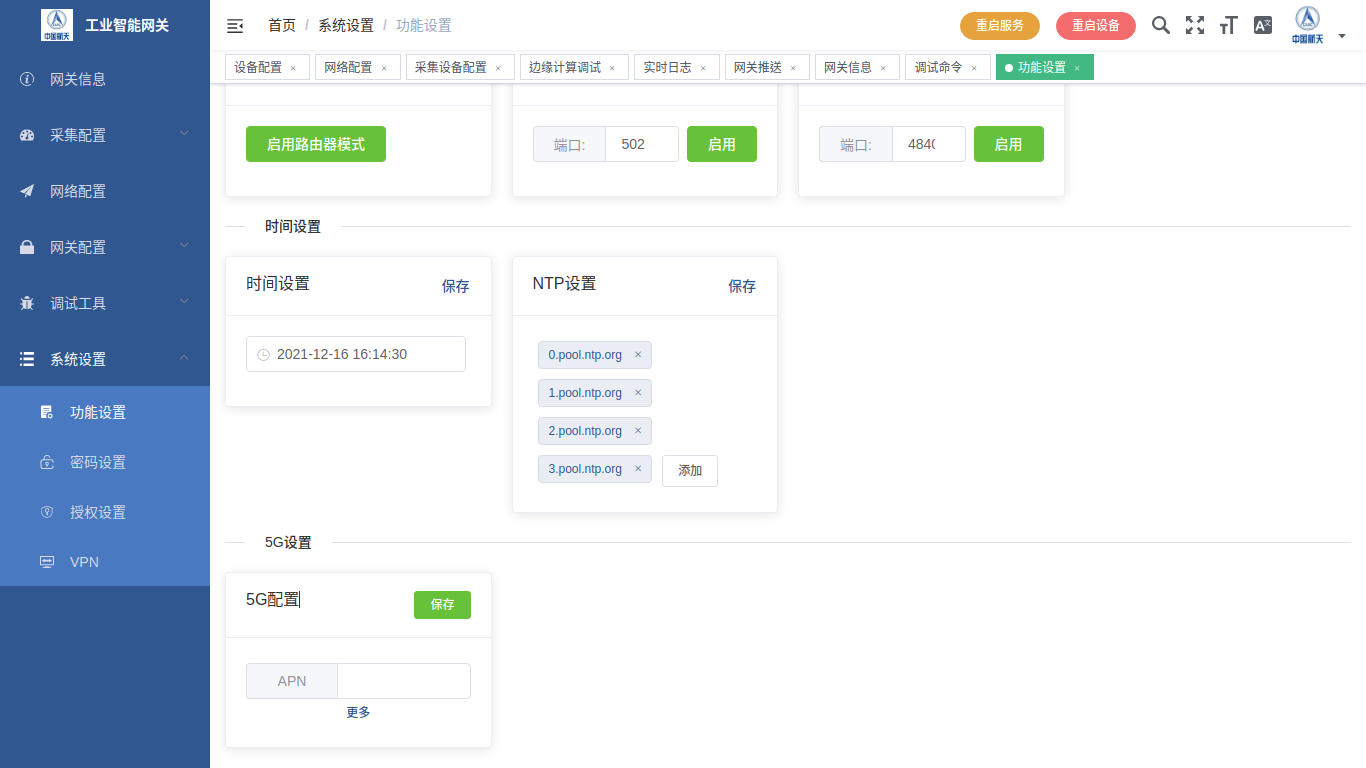 中国航天
工业智能网关
首页 / 系统设置 / 功能设置
重启服务
重启设备
中国航天
设备配置 ×
网络配置 ×
采集设备配置 ×
边缘计算调试 ×
实时日志 ×
网关推送 ×
网关信息 ×
调试命令 ×
功能设置 ×
网关信息
采集配置
网络配置
网关配置
调试工具
系统设置
功能设置
密码设置
授权设置
VPN
启用路由器模式
端口: 502 启用
端口: 4840 启用
时间设置
时间设置 保存
2021-12-16 16:14:30
NTP设置 保存
0.pool.ntp.org ×
1.pool.ntp.org ×
2.pool.ntp.org ×
3.pool.ntp.org × 添加
5G设置
5G配置 保存
APN
更多